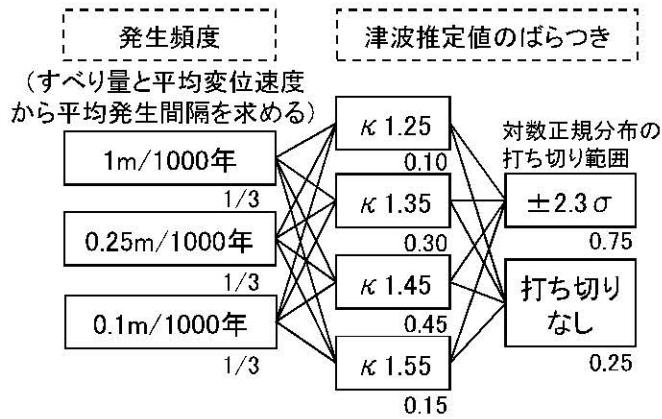 発生頻度
津波推定値のばらつき
(すべり量と平均変位速度
から平均発生間隔を求める)
1m/1000年
1/3
0.25m/1000年
1/3
0.1m/1000年
1/3
κ1.25
0.10
κ1.35
0.30
κ1.45
0.45
κ1.55
0.15
対数正規分布の
打ち切り範囲
±2.3σ
0.75
打ち切り
なし
0.25